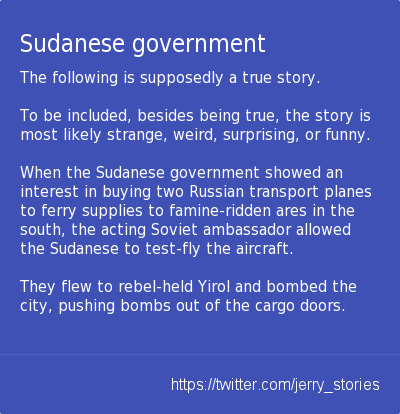 Sudanese government
The following is supposedly a true story.
To be included, besides being true, the story is
most likely strange, weird, surprising, or funny.
When the Sudanese government showed an
interest in buying two Russian transport planes
to ferry supplies to famine-ridden ares in the
south, the acting Soviet ambassador allowed
the Sudanese to test-fly the aircraft.
They flew to rebel-held Yirol and bombed the
city, pushing bombs out of the cargo doors.
https://twitter.com/jerry_stories